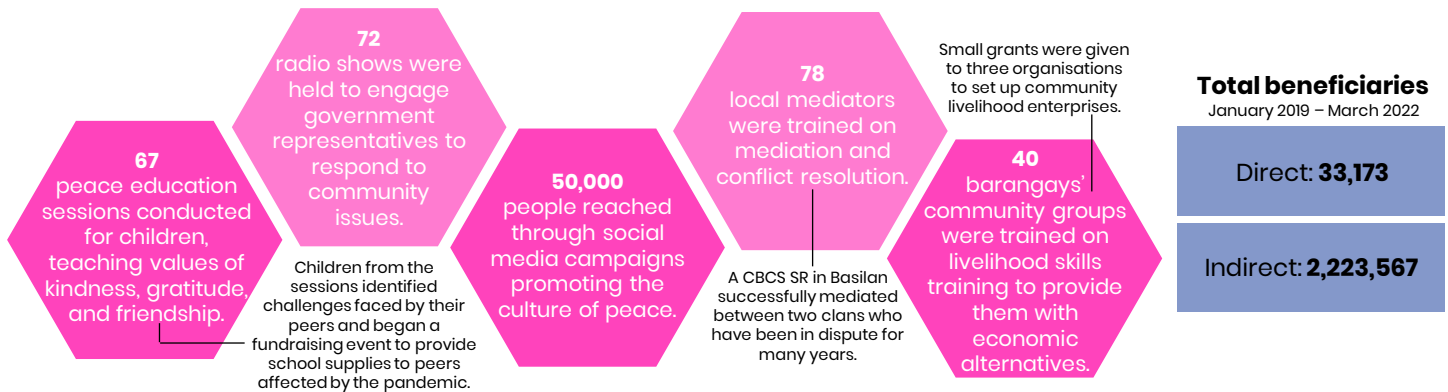 67
peace education
sessions conducted
for children,
teaching values of
kindness, gratitude,
and friendship.
Children from the
sessions identified
challenges faced by their
peers and began a
fundraising event to provide
school supplies to peers
affected by the pandemic.
72
radio shows were
held to engage
government
representatives to
respond to
community
issues.
50,000
people reached
through social
media campaigns
promoting the
culture of peace.
78
local mediators
were trained on
mediation and
conflict resolution.
A CBCS SR in Basilan
successfully mediated
between two clans who
have been in dispute for
many years.
Small grants were given
to three organisations
to set up community
livelihood enterprises.
40
barangays’
community groups
were trained on
livelihood skills
training to provide
them with
economic
alternatives.
Total beneficiaries
January 2019 – March 2022
Direct: 33,173
Indirect: 2,223,567